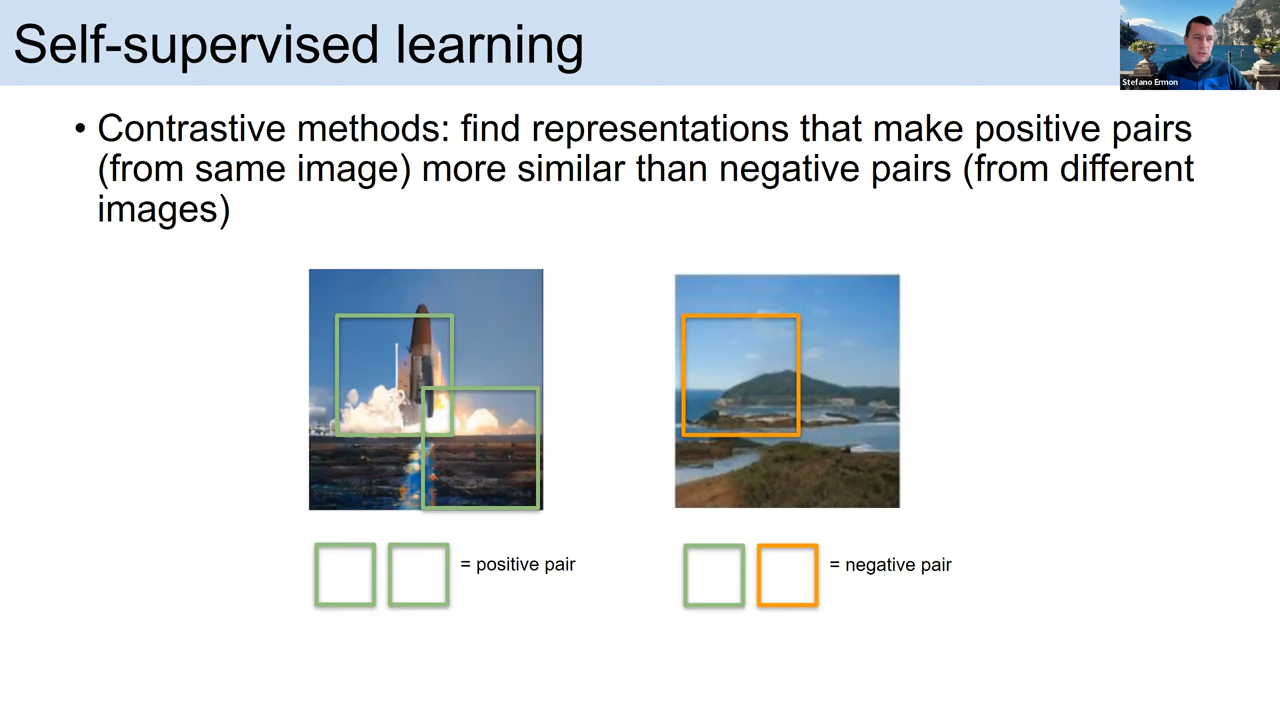 Self-supervised learning
Stefano Ermon
• Contrastive methods: find representations that make positive pairs
(from same image) more similar than negative pairs (from different
images)
= positive pair
= negative pair